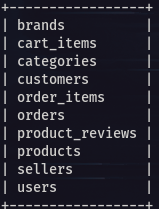 brands
cart_items
categories
customers
order_items
orders
product_reviews
products
sellers
users